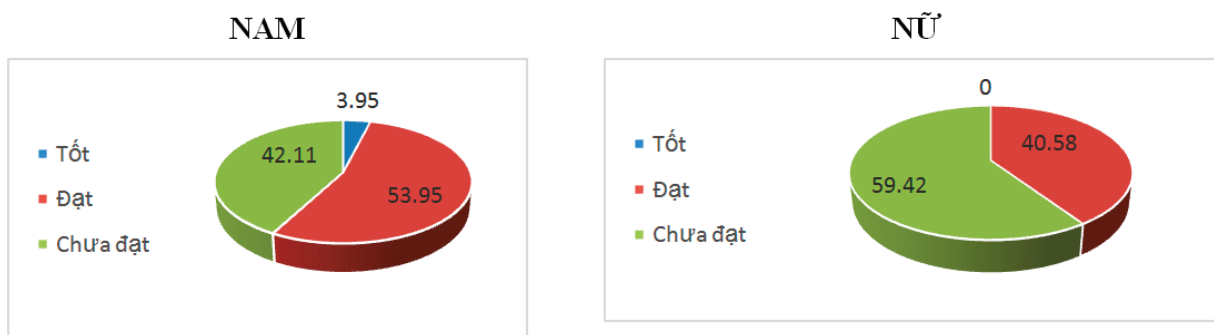 NAM
3.95
42.11
53.95
Tốt
Đạt
Chưa đạt
NỮ
0
40.58
59.42
Tốt
Đạt
Chưa đạt